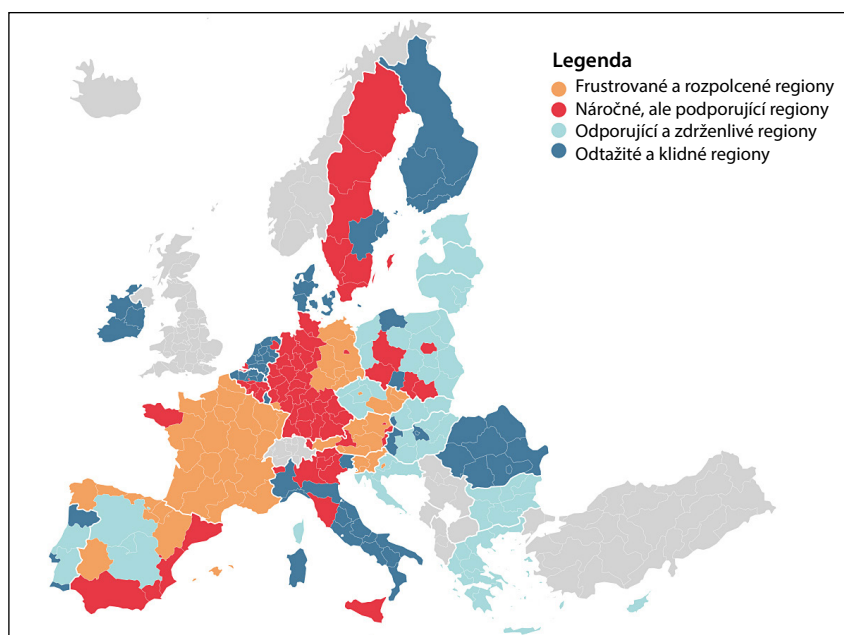 Legenda
Frustrované a rozpolcené regiony
Náročné, ale podporující regiony
Odporující a zdrženlivé regiony
Odtažité a klidné regiony